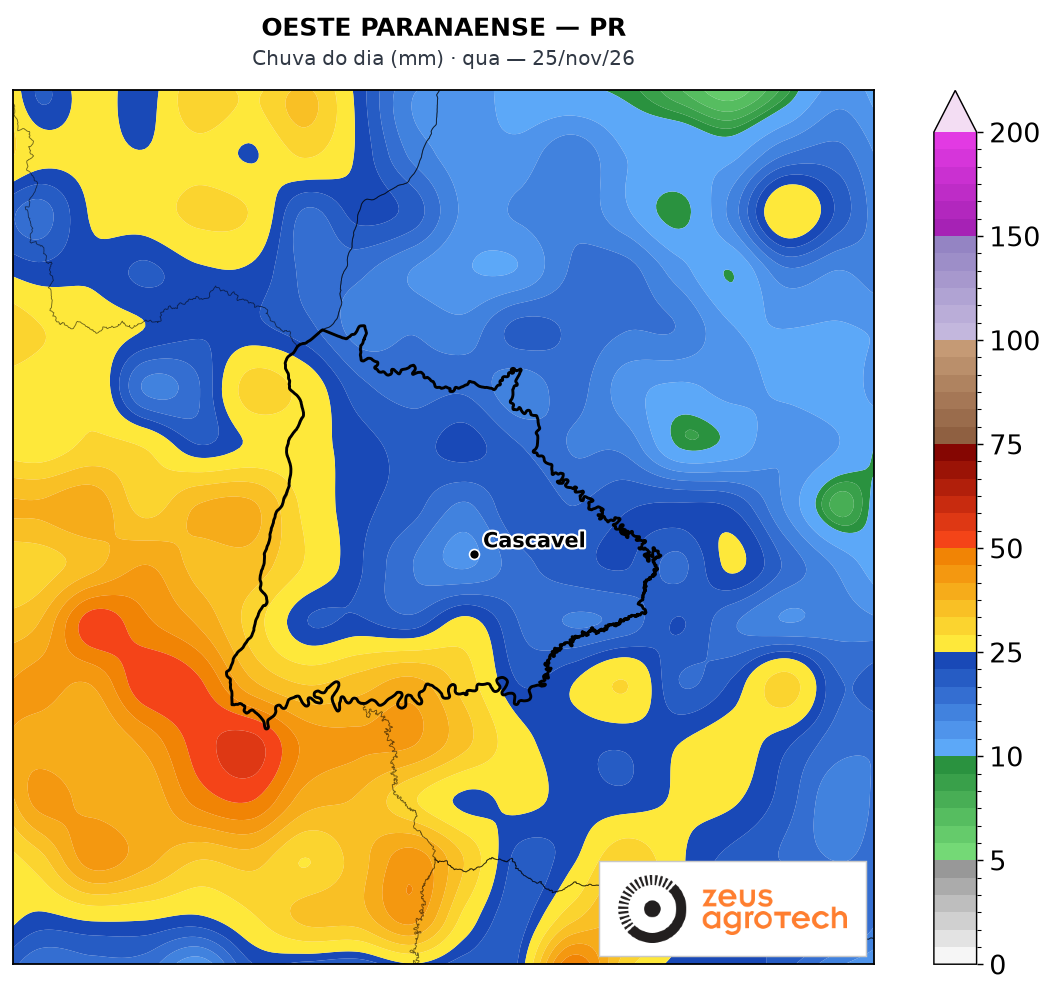 OESTE PARANAENSE — PR
Chuva do dia (mm) · qua — 25/nov/26
200
150
100
75
50
25
10
5
0
Cascavel
zeus
agrotech